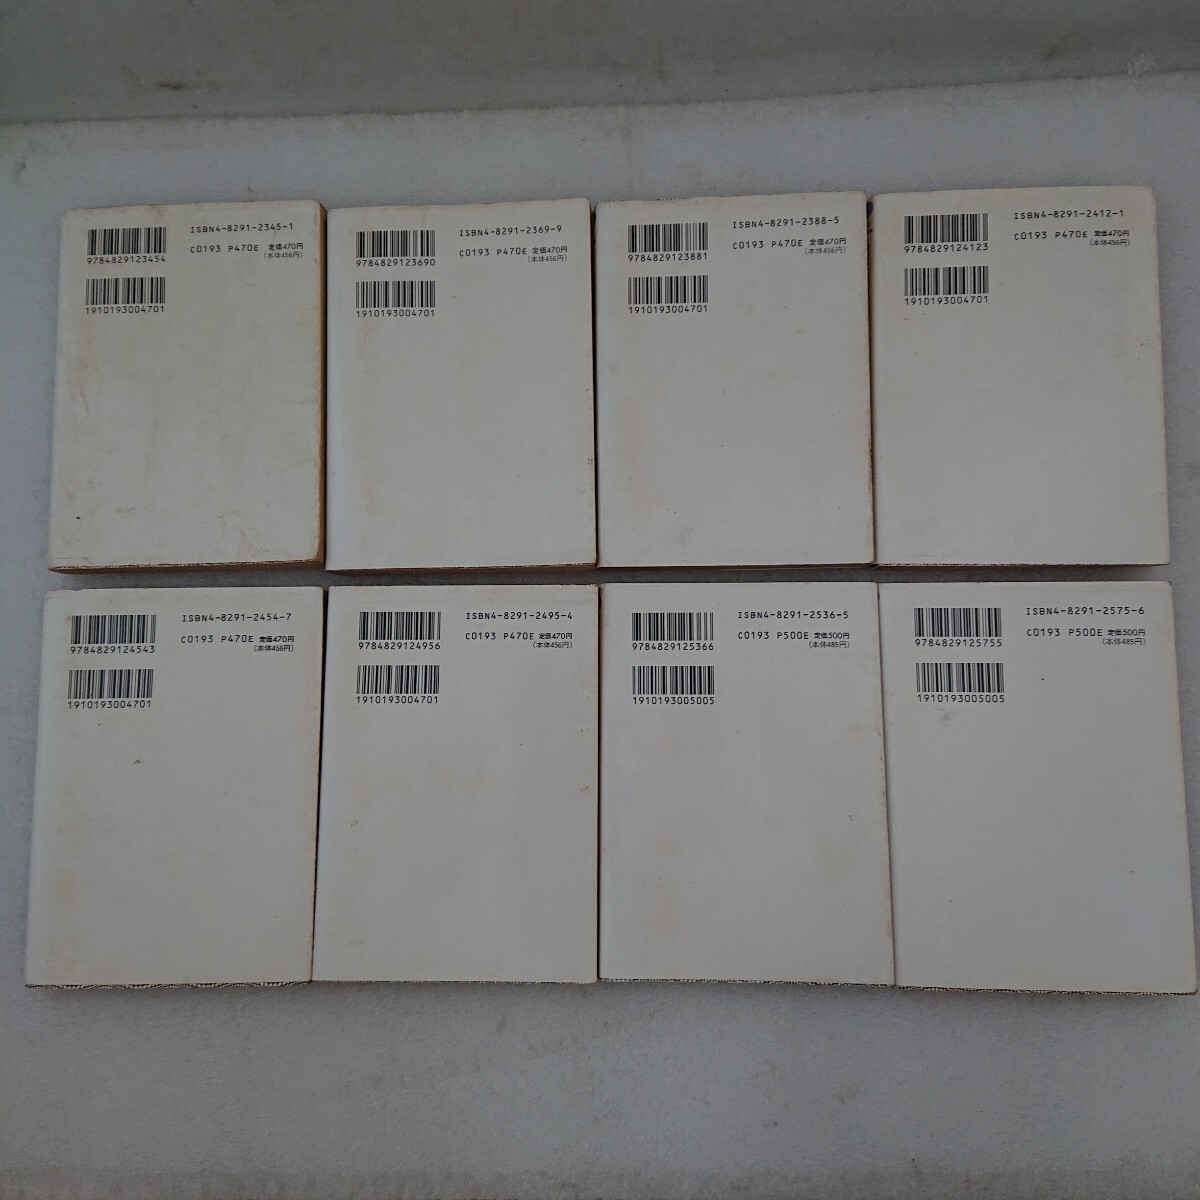 ISBN4-8291-2345-1
C0193 P470E 定価470円
(本体456円)
9784829123454
1910193004701
ISBN4-8291-2369-9
C0193 P470E 定価470円
(本体456円)
9784829123690
1910193004701
ISBN4-8291-2388-5
C0193 P470E 定価470円
(本体456円)
9784829123881
1910193004701
ISBN4-8291-2412-1
C0193 P470E 定価470円
(本体456円)
9784829124123
1910193004701
ISBN4-8291-2454-7
C0193 P470E 定価470円
(本体456円)
9784829124543
1910193004701
ISBN4-8291-2495-4
C0193 P470E 定価470円
(本体456円)
9784829124956
1910193004701
ISBN4-8291-2536-5
C0193 P500E 定価500円
(本体485円)
9784829125366
1910193005005
ISBN4-8291-2575-6
C0193 P500E 定価500円
(本体485円)
9784829125755
1910193005005